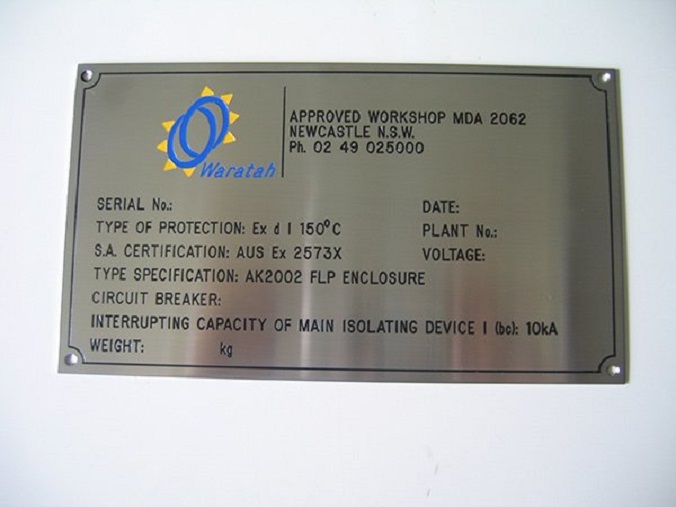 Waratah
APPROVED WORKSHOP MDA 2062
NEWCASTLE N.S.W.
Ph. 02 49 025000
SERIAL No.:
DATE:
TYPE OF PROTECTION: Ex d I 150°C
PLANT No.:
S.A. CERTIFICATION: AUS Ex 2573X
VOLTAGE:
TYPE SPECIFICATION: AK2002 FLP ENCLOSURE
CIRCUIT BREAKER:
INTERRUPTING CAPACITY OF MAIN ISOLATING DEVICE I (bc): 10kA
WEIGHT: kg